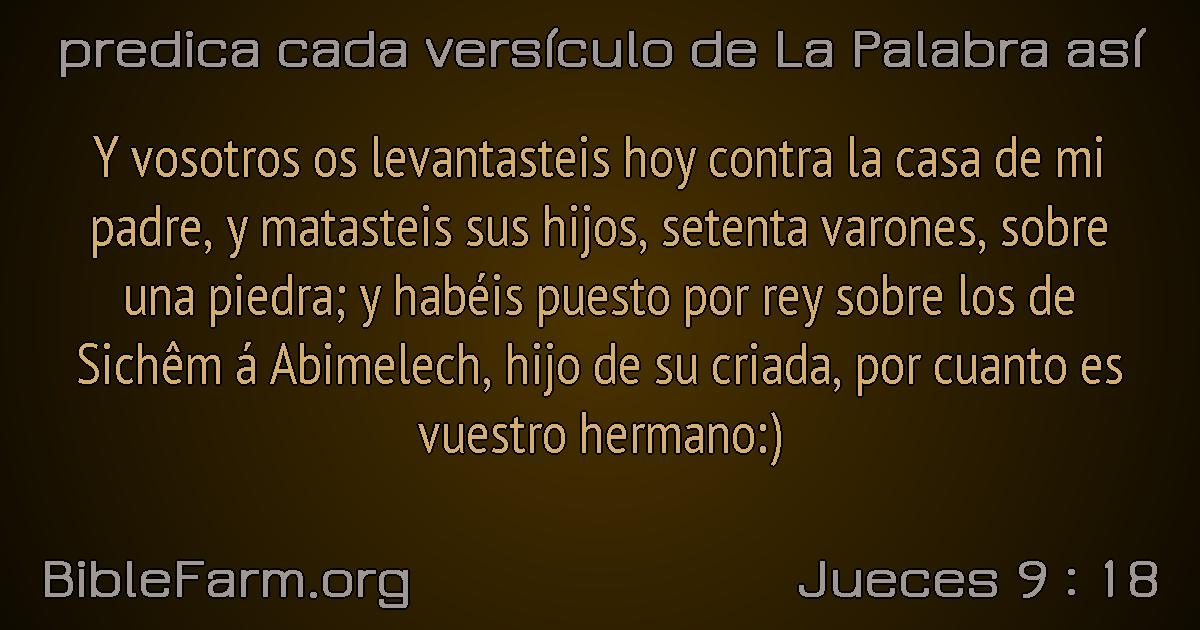 predica cada versículo de La Palabra así
Y vosotros os levantasteis hoy contra la casa de mi
padre, y matasteis sus hijos, setenta varones, sobre
una piedra; y habéis puesto por rey sobre los de
Sichêm á Abimelech, hijo de su criada, por cuanto es
vuestro hermano:)
BibleFarm.org
Jueces 9 : 18